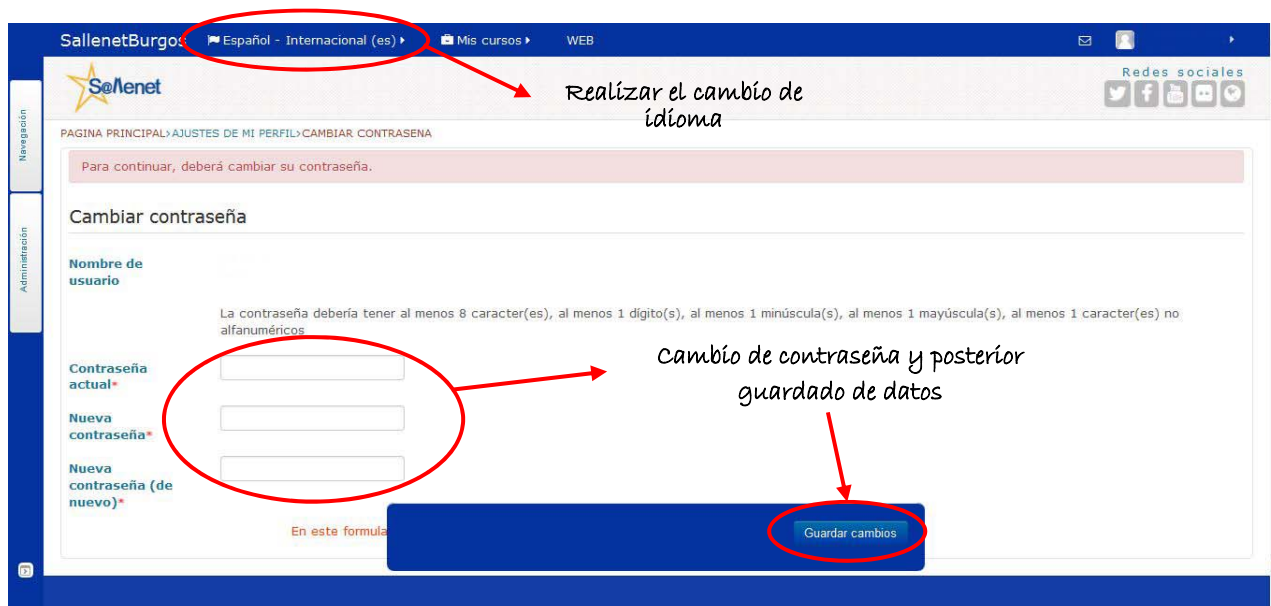 SallenetBurgos Español - Internacional (es) Mis cursos WEB
S@llenet
Redes sociales
Realizar el cambio de
idioma
Navegación
PAGINA PRINCIPAL>AJUSTES DE MI PERFIL>CAMBIAR CONTRASENA
Para continuar, deberá cambiar su contraseña.
Cambiar contraseña
Administración
Nombre de
usuario
La contraseña debería tener al menos 8 caracter(es), al menos 1 dígito(s), al menos 1 minúscula(s), al menos 1 mayúscula(s), al menos 1 caracter(es) no
alfanuméricos
Contraseña
actual*
Cambio de contraseña y posterior
guardado de datos
Nueva
contraseña*
Nueva
contraseña (de
nuevo)*
En este formula
Guardar cambios